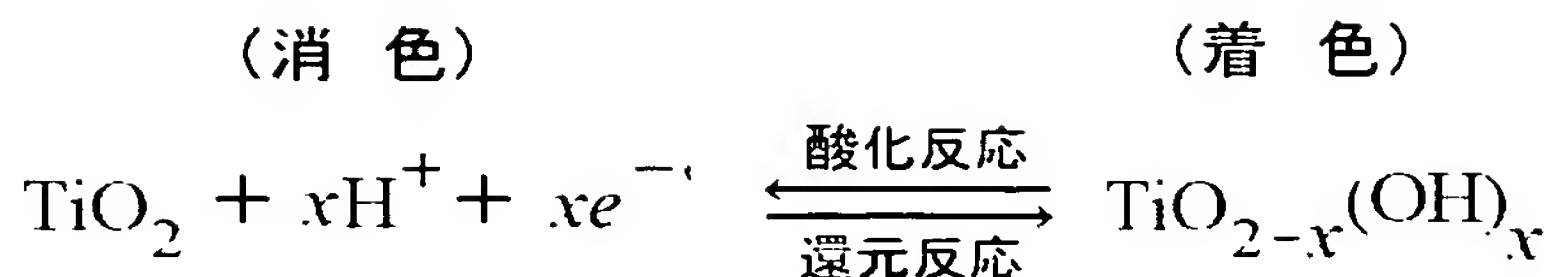 (消 色) (着 色)
酸化反応
TiO₂ + xH⁺ + xe⁻ ⇄ TiO₂₋ₓ(OH)ₓ
還元反応